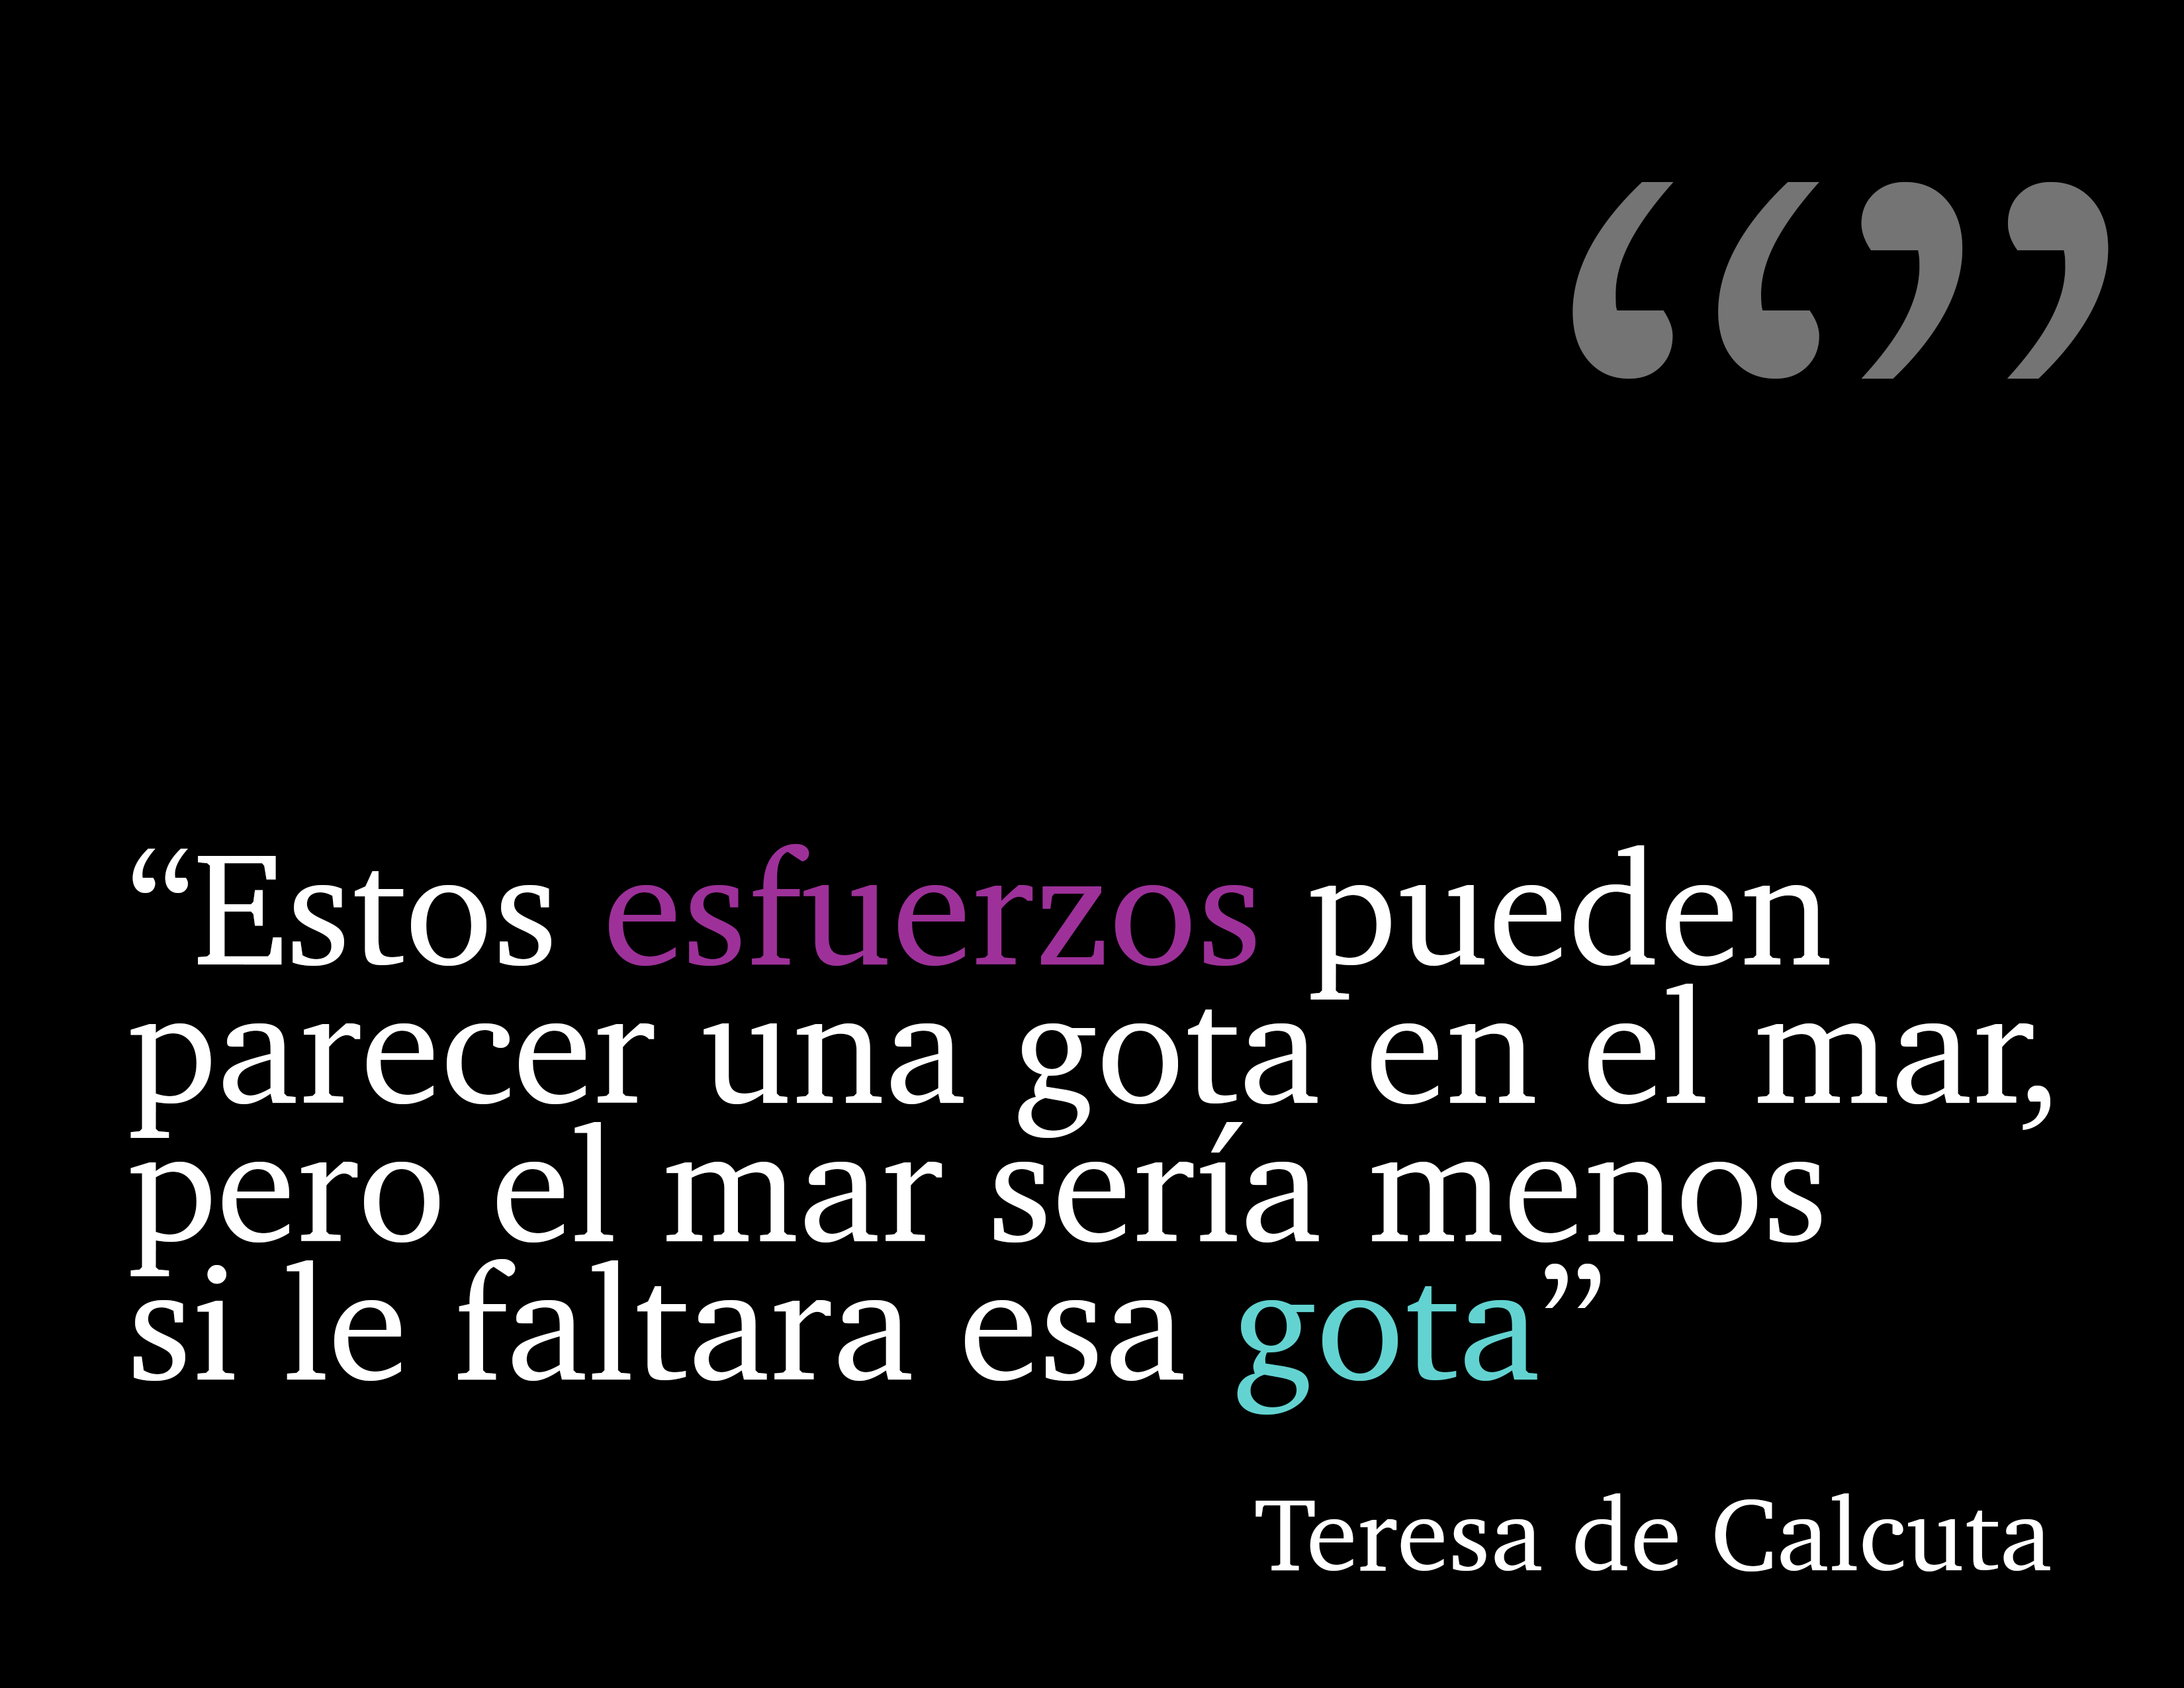 “”
“Estos esfuerzos pueden
parecer una gota en el mar,
pero el mar sería menos
si le faltara esa gota”
Teresa de Calcuta